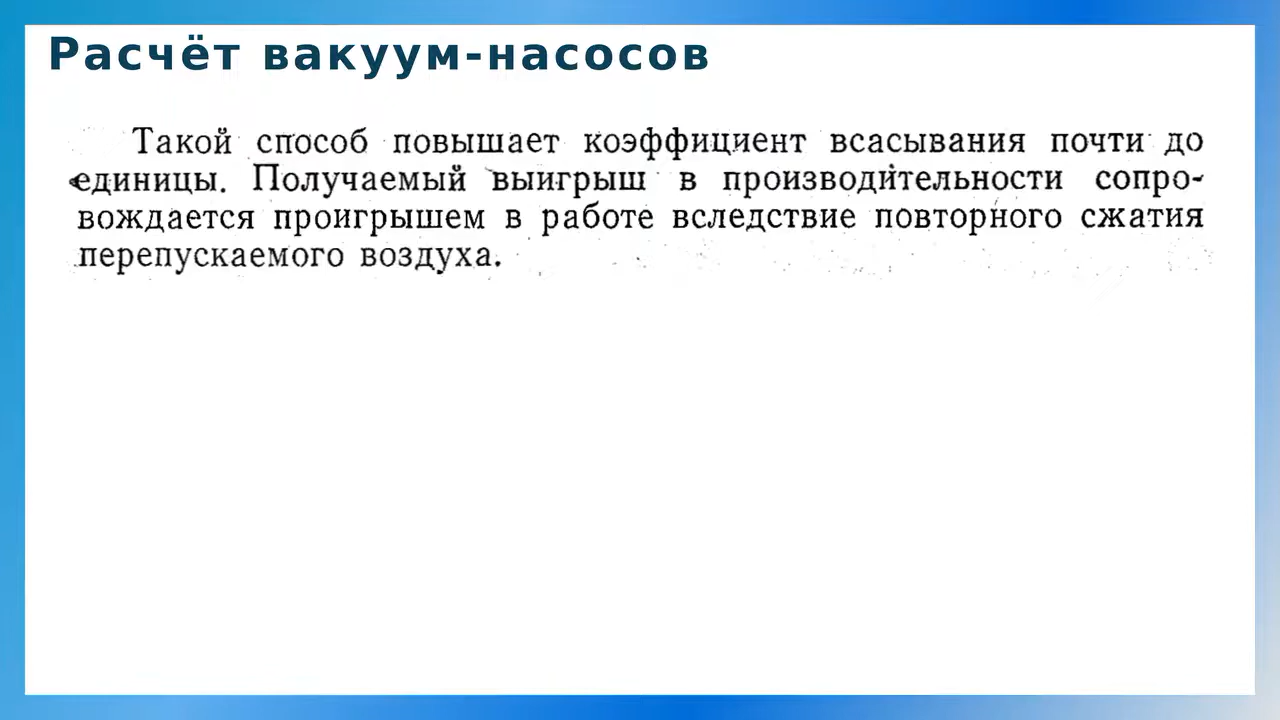 Расчёт вакуум-насосов
Такой способ повышает коэффициент всасывания почти до
единицы. Получаемый выигрыш в производительности сопро-
вождается проигрышем в работе вследствие повторного сжатия
перепускаемого воздуха.